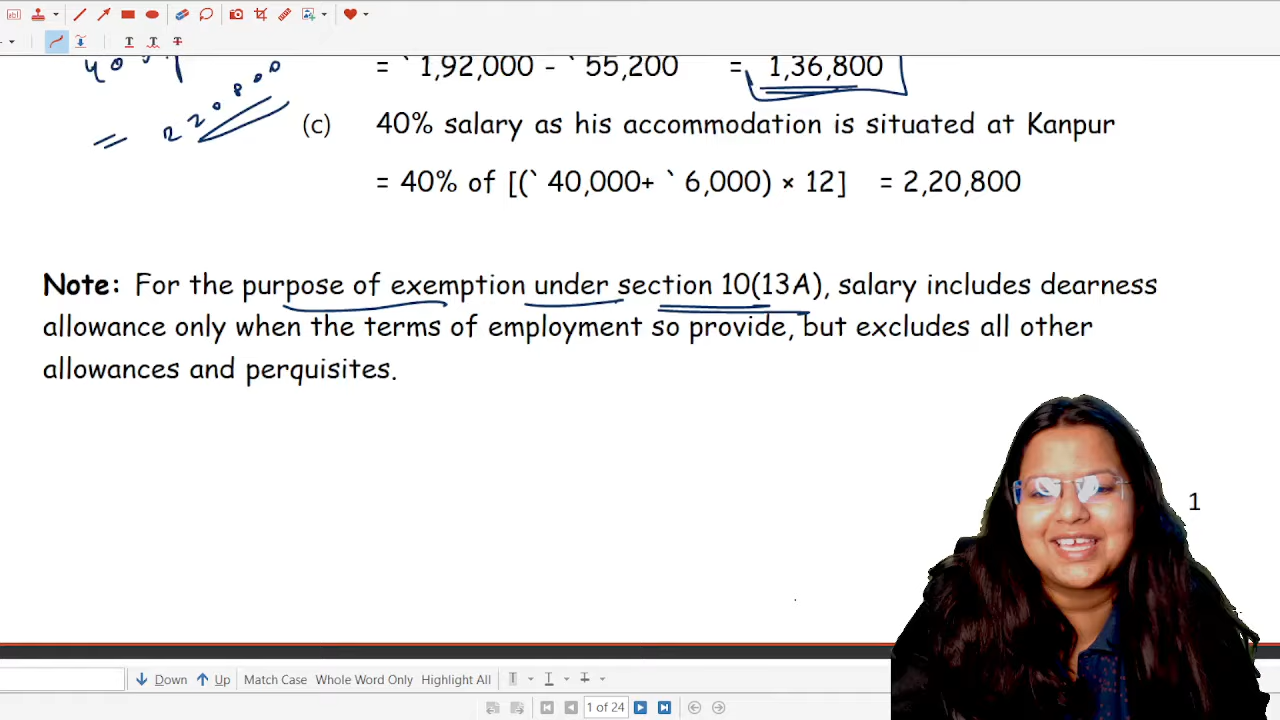 = 220800
= ` 1,92,000 - ` 55,200 = 1,36,800
(c) 40% salary as his accommodation is situated at Kanpur
= 40% of [(` 40,000+ ` 6,000) × 12] = 2,20,800
Note: For the purpose of exemption under section 10(13A), salary includes dearness
allowance only when the terms of employment so provide, but excludes all other
allowances and perquisites.
1
Down Up Match Case Whole Word Only Highlight All
1 of 24